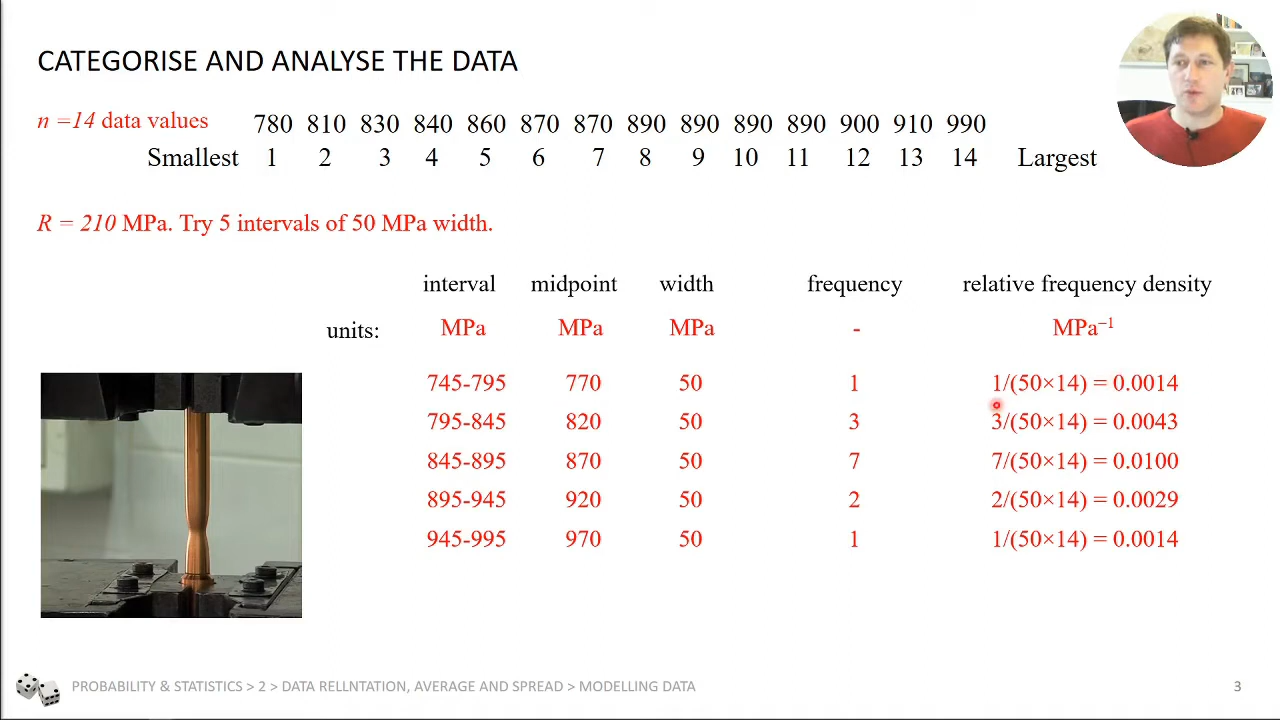 CATEGORISE AND ANALYSE THE DATA
n =14 data values 780 810 830 840 860 870 870 890 890 890 890 900 910 990
Smallest 1 2 3 4 5 6 7 8 9 10 11 12 13 14 Largest
R = 210 MPa. Try 5 intervals of 50 MPa width.
interval midpoint width frequency relative frequency density
units: MPa MPa MPa - MPa⁻¹
745-795 770 50 1 1/(50×14) = 0.0014
795-845 820 50 3 3/(50×14) = 0.0043
845-895 870 50 7 7/(50×14) = 0.0100
895-945 920 50 2 2/(50×14) = 0.0029
945-995 970 50 1 1/(50×14) = 0.0014
PROBABILITY & STATISTICS > 2 > DATA RELLNTATION, AVERAGE AND SPREAD > MODELLING DATA 3